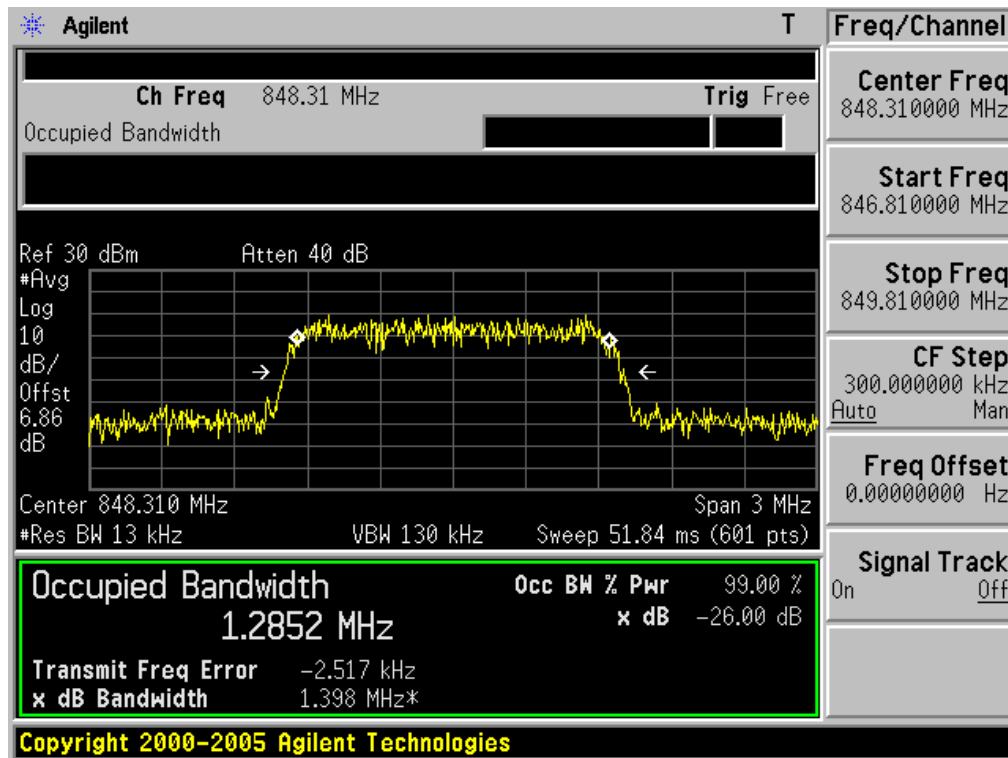 Agilent T Freq/Channel
Ch Freq 848.31 MHz Trig Free
Occupied Bandwidth
Center Freq
848.310000 MHz
Start Freq
846.810000 MHz
Stop Freq
849.810000 MHz
CF Step
300.000000 kHz
Auto Man
Freq Offset
0.00000000 Hz
Signal Track
On Off
Ref 30 dBm Atten 40 dB
#Avg
Log
10
dB/
Offst
6.86
dB
Center 848.310 MHz Span 3 MHz
#Res BW 13 kHz VBW 130 kHz Sweep 51.84 ms (601 pts)
Occupied Bandwidth Occ BW % Pwr 99.00 %
1.2852 MHz x dB -26.00 dB
Transmit Freq Error -2.517 kHz
x dB Bandwidth 1.398 MHz*
Copyright 2000-2005 Agilent Technologies